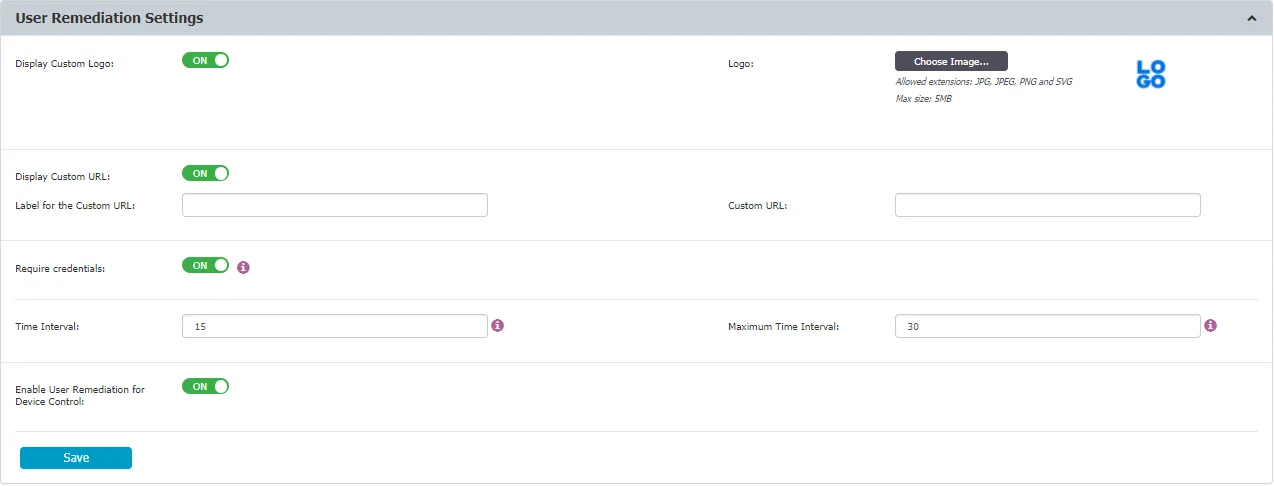 User Remediation Settings
Display Custom Logo: ON Logo: Choose Image...
Allowed extensions: JPG, JPEG, PNG and SVG
Max size: 5MB
LO
GO
Display Custom URL: ON
Label for the Custom URL: Custom URL:
Require credentials: ON i
Time Interval: 15 i Maximum Time Interval: 30 i
Enable User Remediation for
Device Control: ON
Save